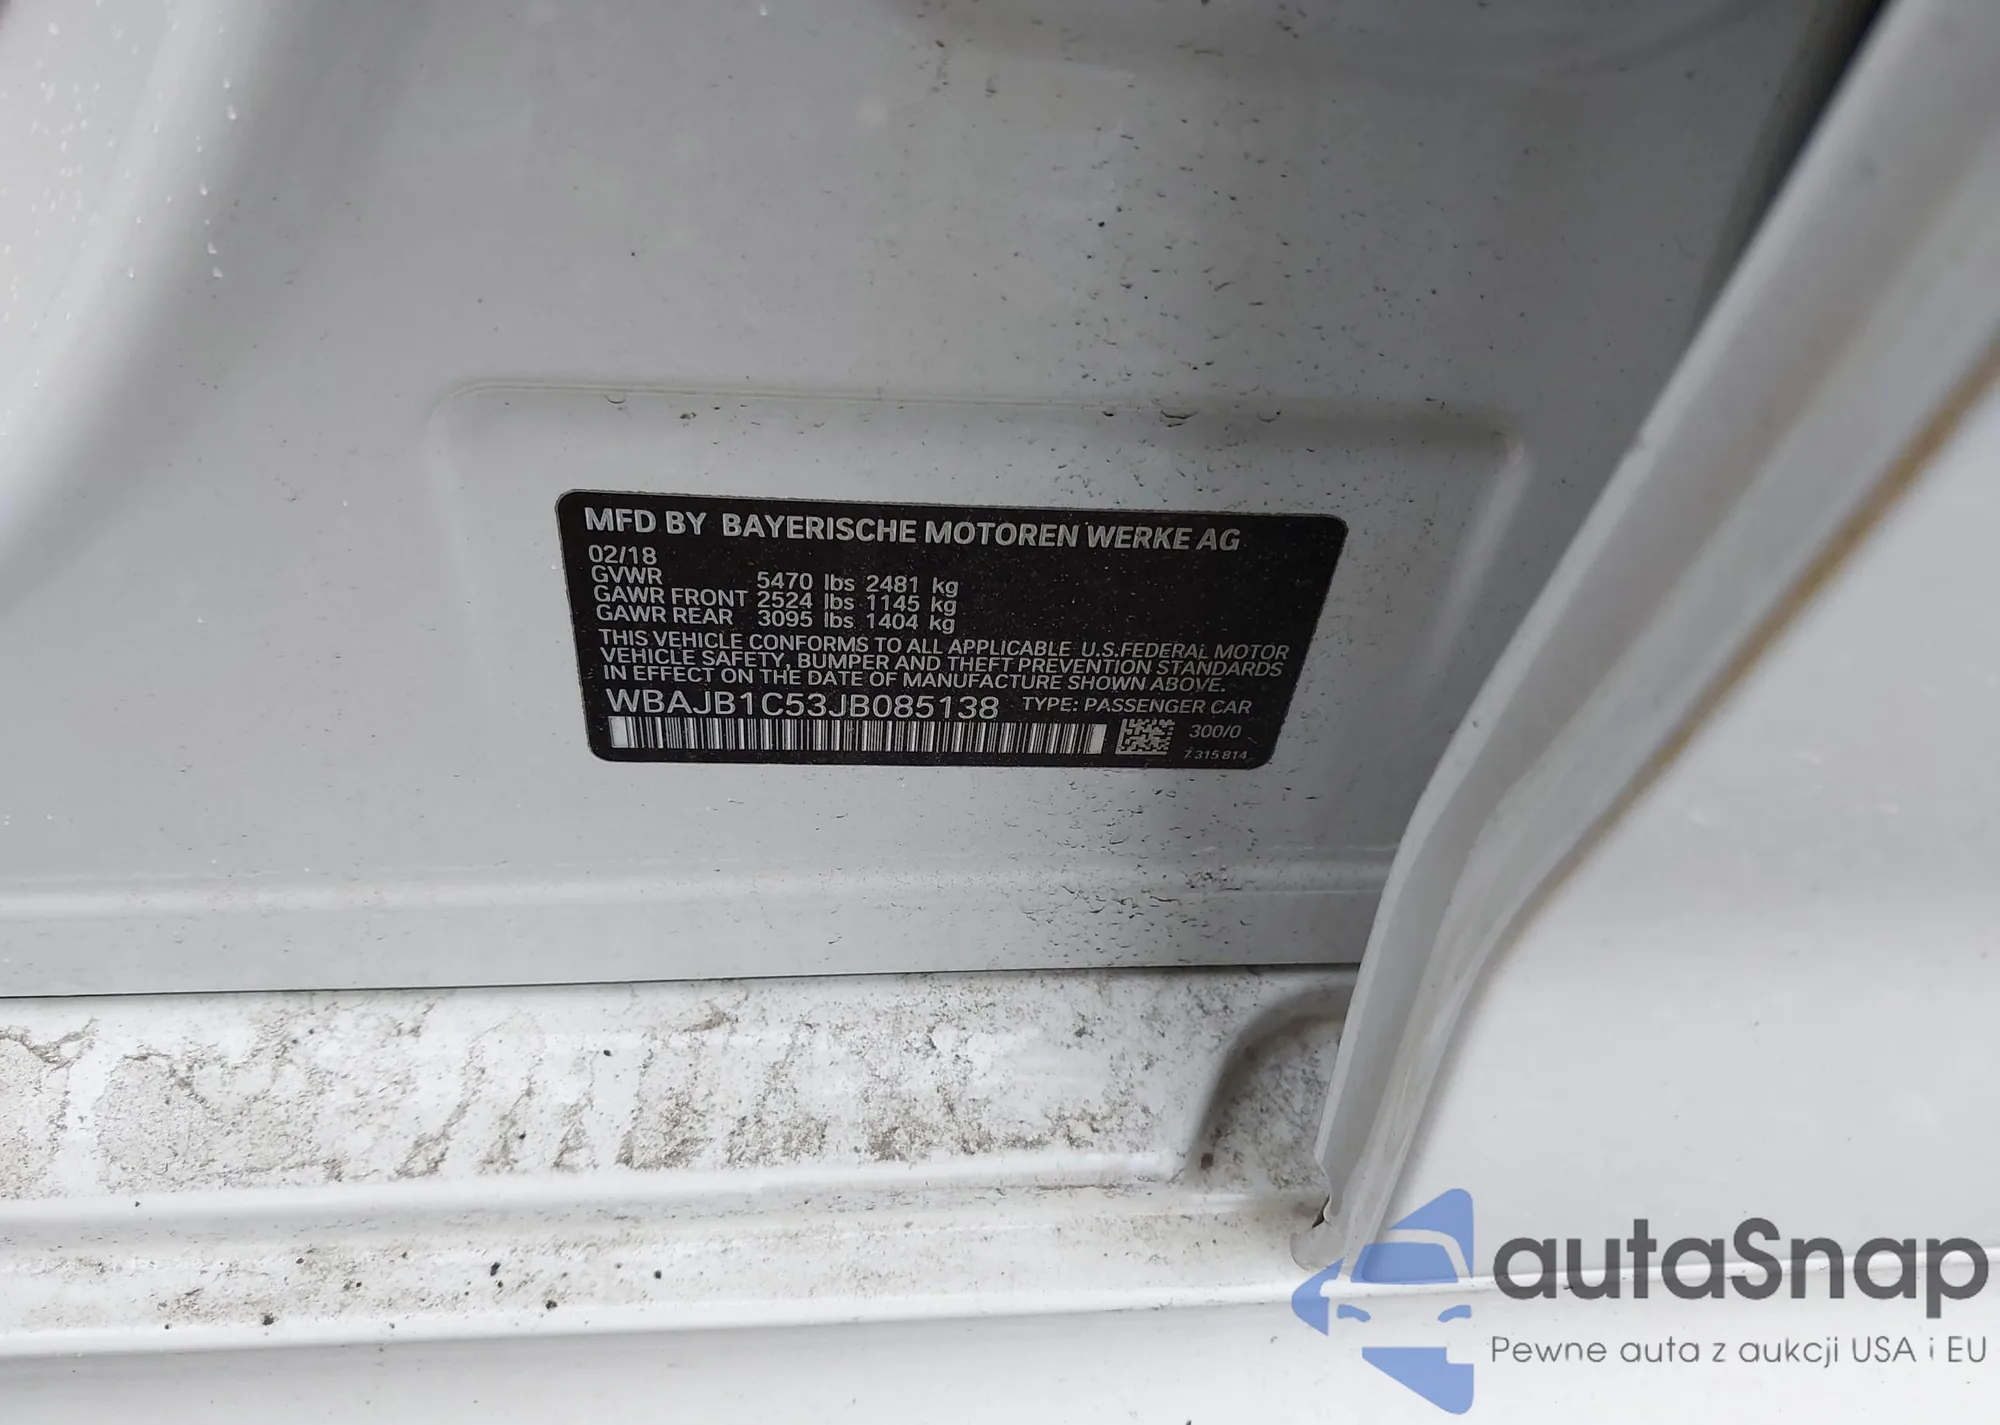 MFD BY BAYERISCHE MOTOREN WERKE AG
02/18
GVWR 5470 lbs 2481 kg
GAWR FRONT 2524 lbs 1145 kg
GAWR REAR 3095 lbs 1404 kg
THIS VEHICLE CONFORMS TO ALL APPLICABLE U.S.FEDERAL MOTOR
VEHICLE SAFETY, BUMPER AND THEFT PREVENTION STANDARDS
IN EFFECT ON THE DATE OF MANUFACTURE SHOWN ABOVE.
WBAJB1C53JB085138 TYPE: PASSENGER CAR
300/0
7 315 814
autaSnap
Pewne auta z aukcji USA i EU